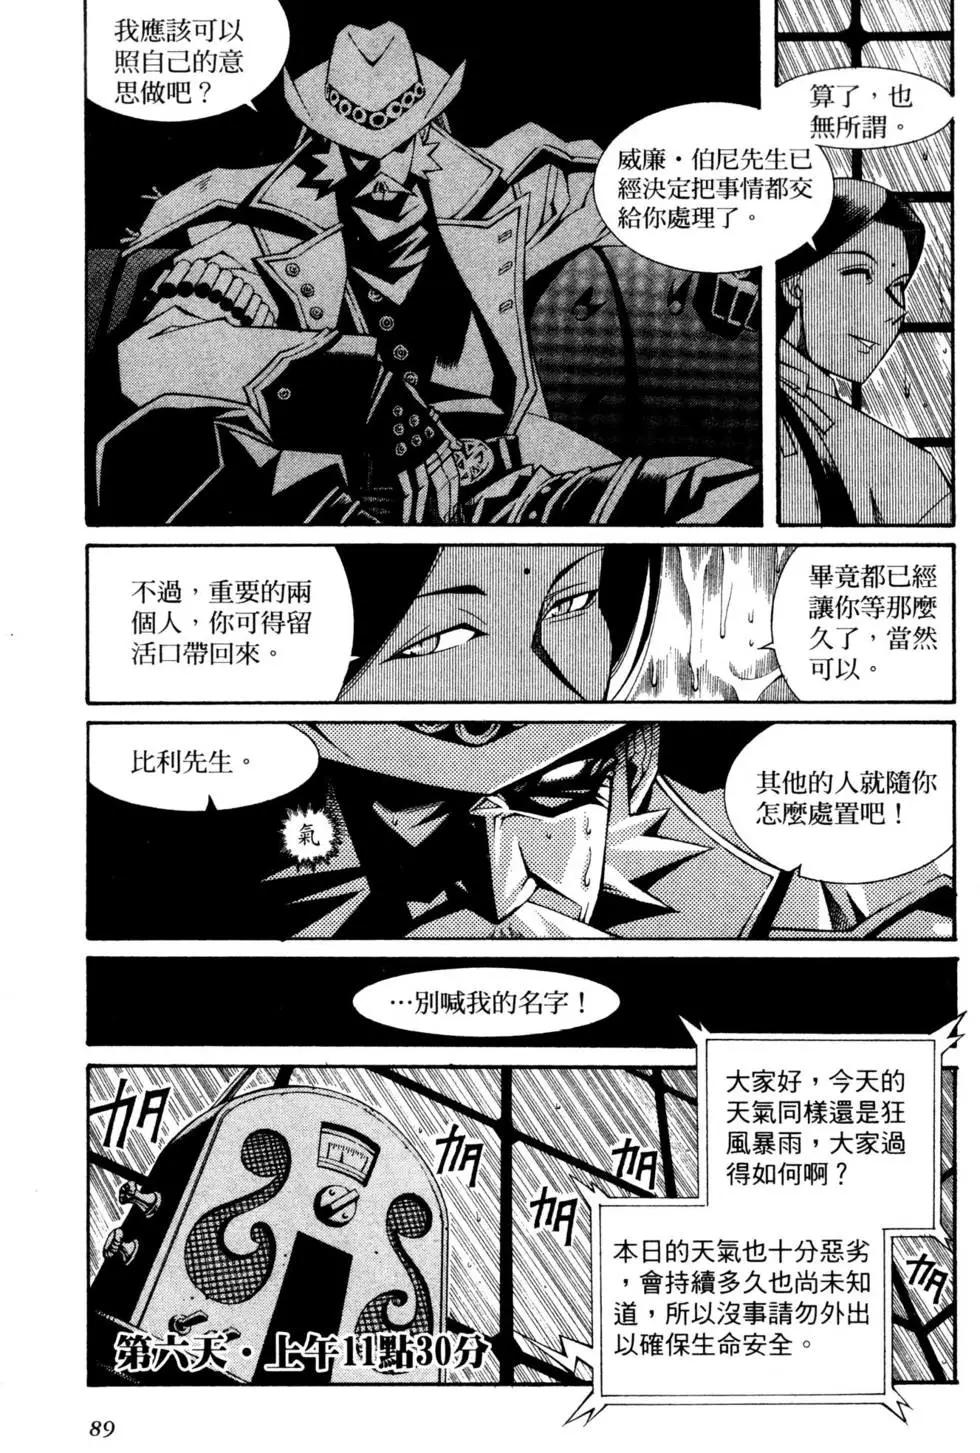 算了，也
無所謂。
威廉・伯尼先生已
經決定把事情都交
給你處理了。
我應該可以
照自己的意
思做吧？
畢竟都已經
讓你等那麼
久了，當然
可以。
不過，重要的兩
個人，你可得留
活口帶回來。
其他的人就隨你
怎麼處置吧！
氣
比利先生。
…別喊我的名字！
大家好，今天的
天氣同樣還是狂
風暴雨，大家過
得如何啊？
本日的天氣也十分惡劣
，會持續多久也尚未知
道，所以沒事請勿外出
以確保生命安全。
カタ
カタ
カタ
カタ
第六天・上午11點30分
89